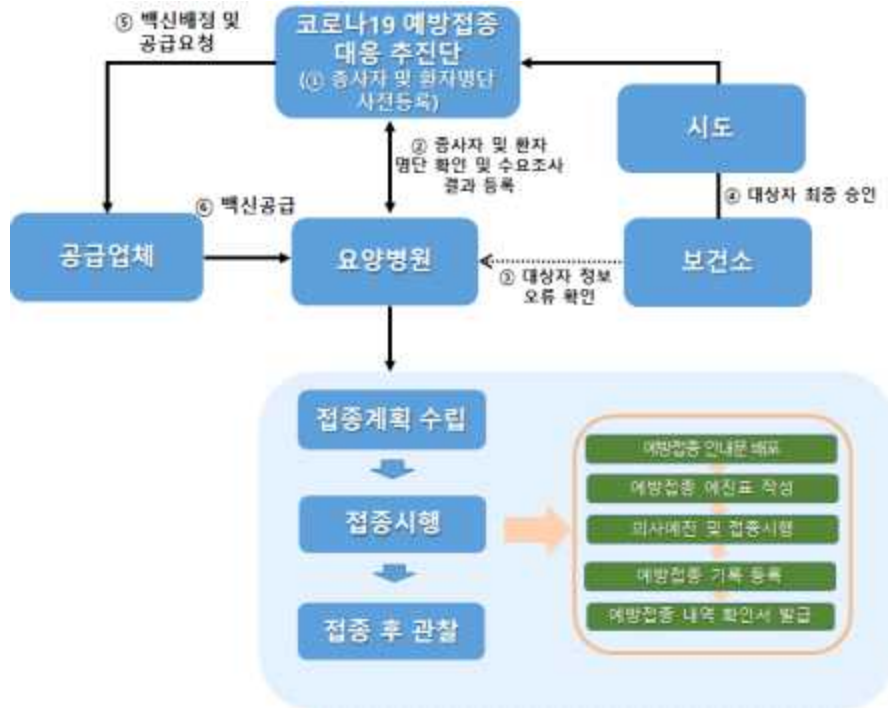 ⑤ 백신배정 및
공급요청
코로나19 예방접종
대응 추진단
(① 종사자 및 환자명단
사전등록)
시도
② 종사자 및 환자
명단 확인 및 수요조사
결과 등록
④ 대상자 최종 승인
⑥ 백신공급
공급업체
요양병원
보건소
③ 대상자 정보
오류 확인
접종계획 수립
접종시행
접종 후 관찰
예방접종 안내문 배포
예방접종 예진표 작성
의사예진 및 접종시행
예방접종 기록 등록
예방접종 내역 확인서 발급